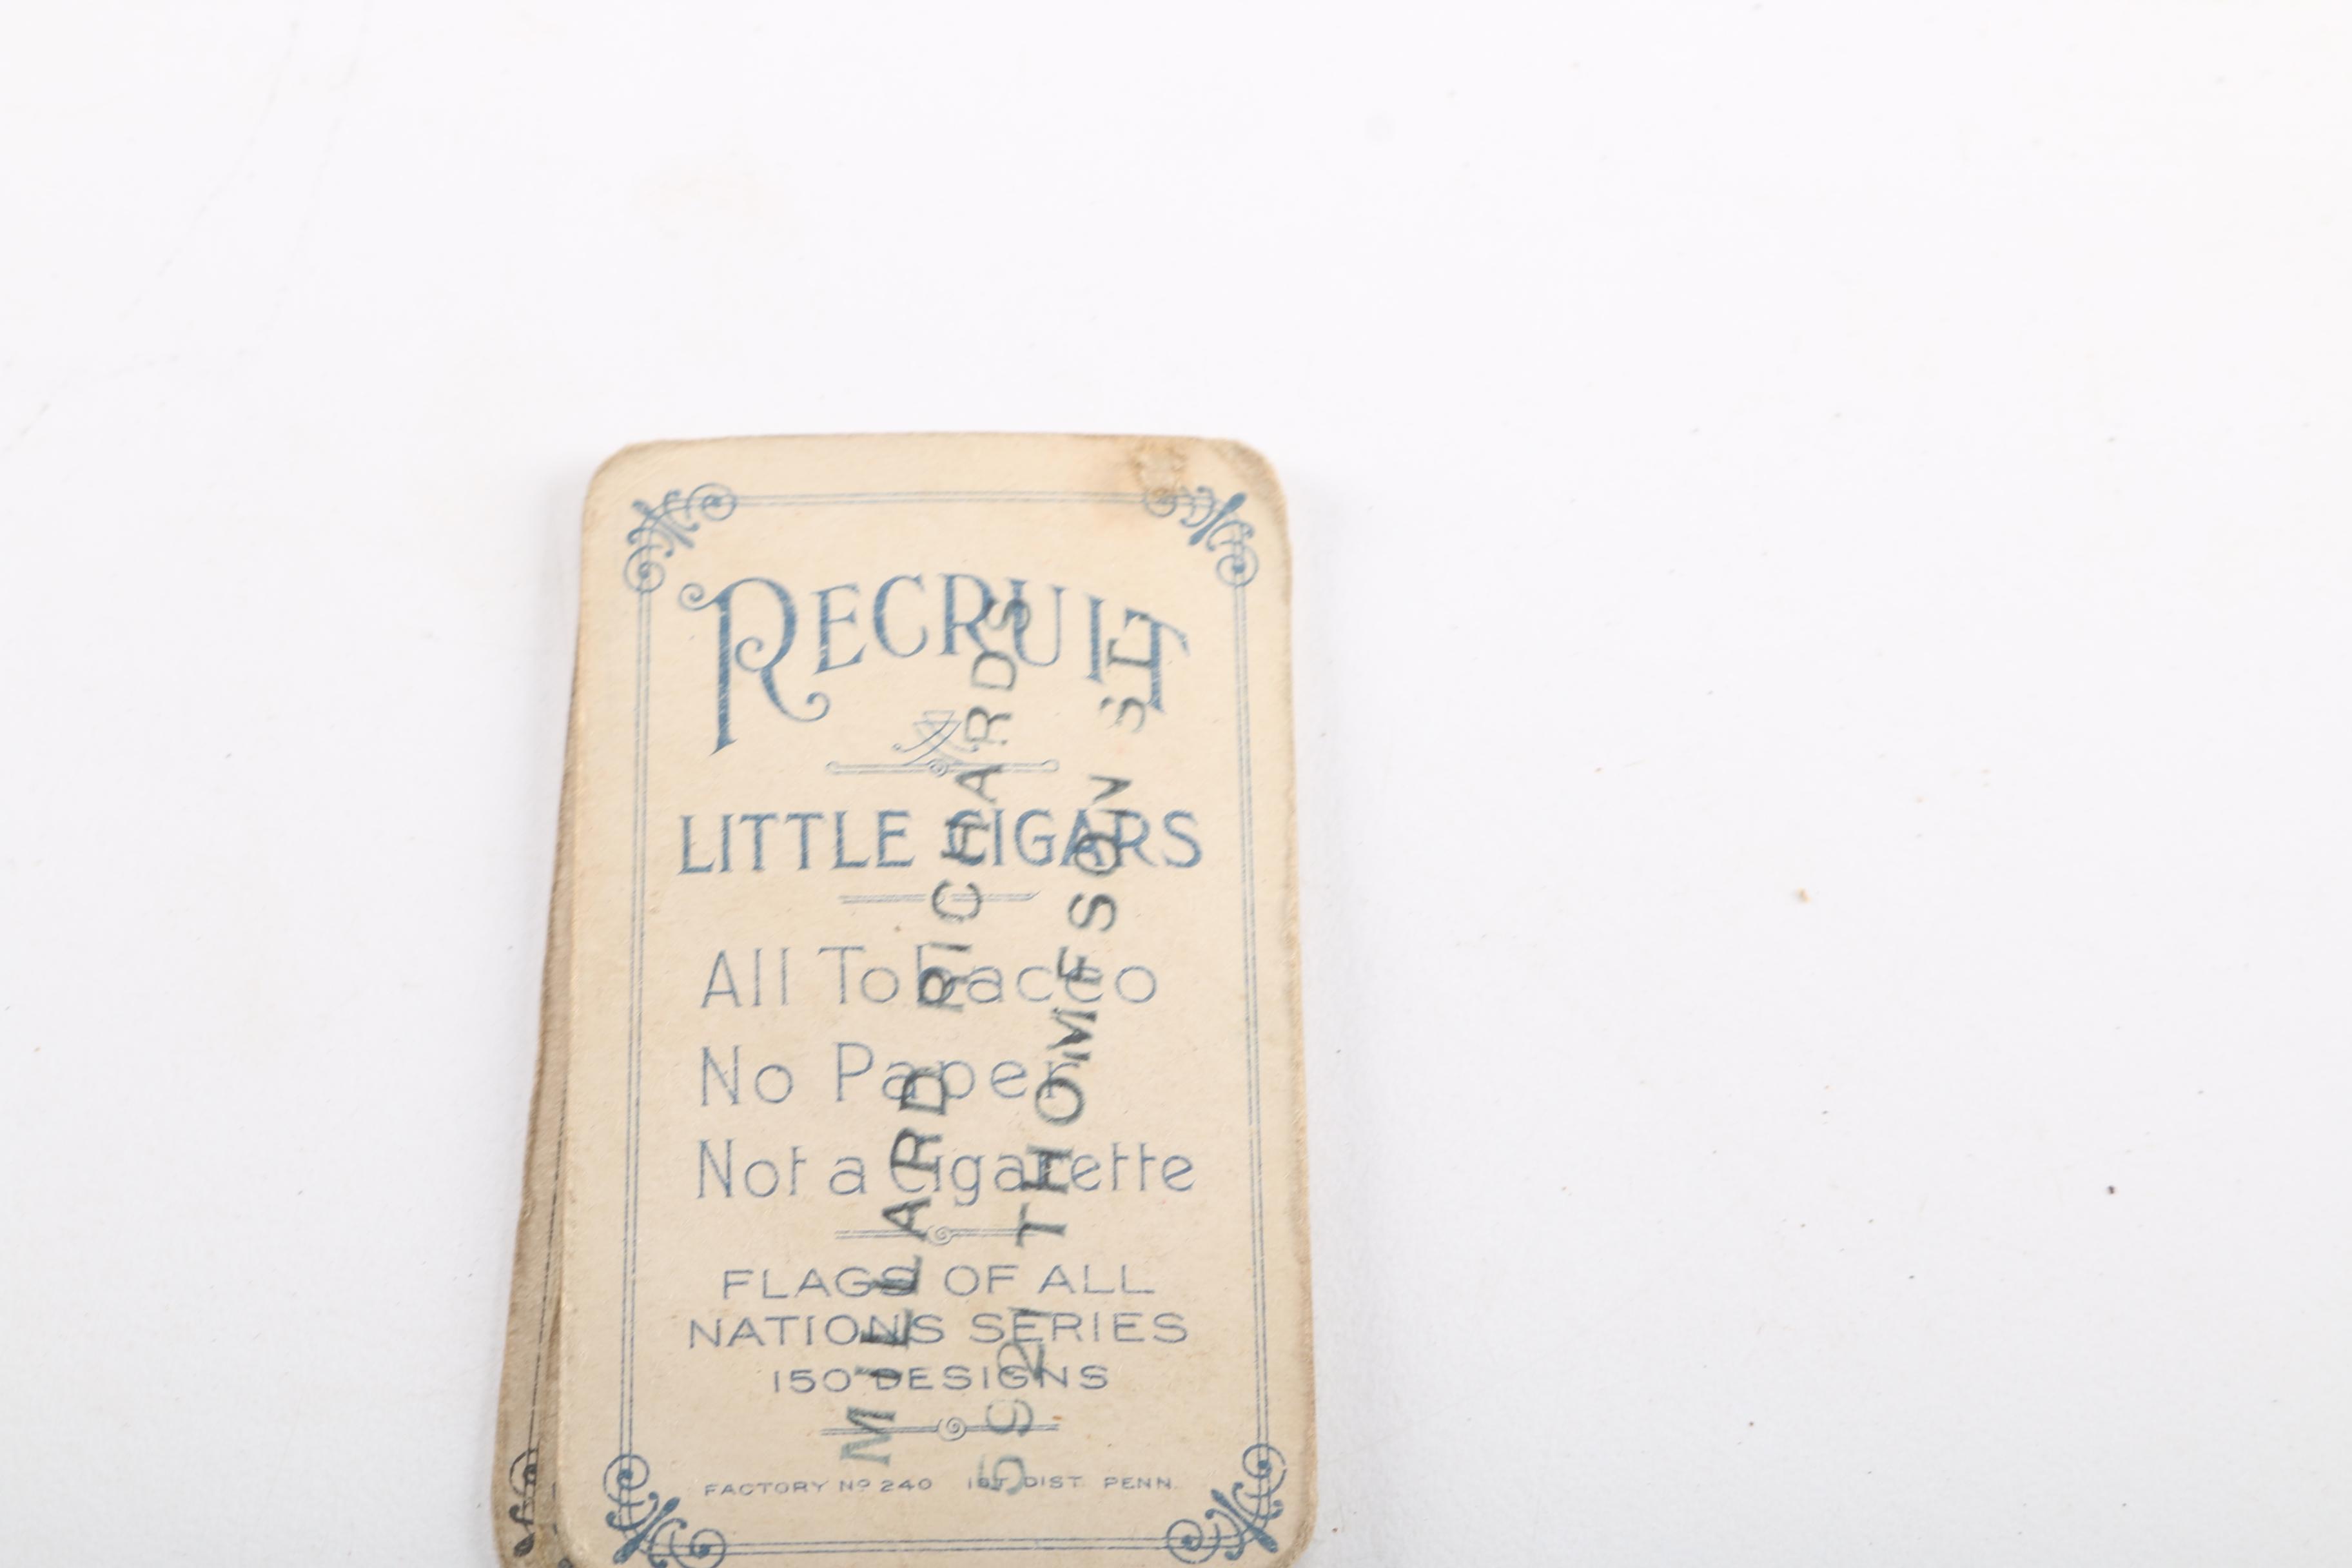 RECRUIT
LITTLE CIGARS
All Tobacco
No Paper
Not a Cigarette
FLAGS OF ALL
NATIONS SERIES
150 DESIGNS
FACTORY Nº 240 1ST. DIST. PENN.
MILLARD RICHARDS
5921 THOMPSON ST